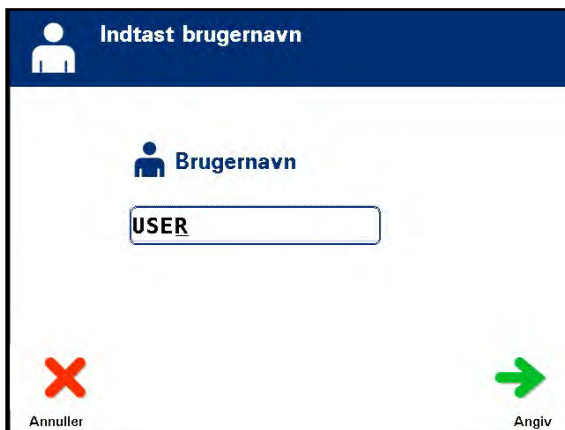 Indtast brugernavn
Brugernavn
USER
Annuller
Angiv